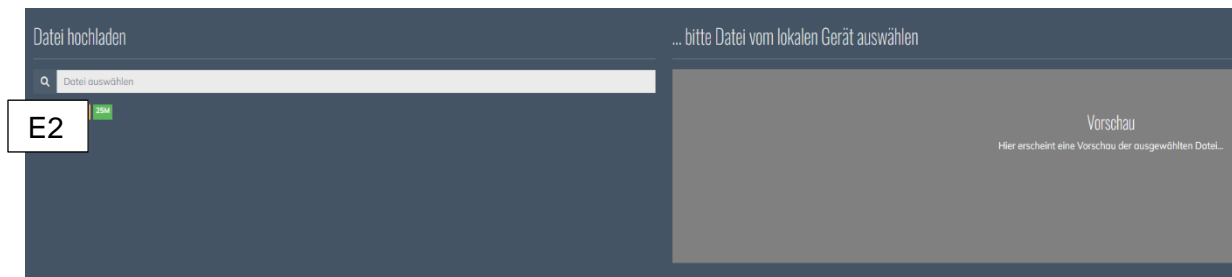 Datei hochladen
... bitte Datei vom lokalen Gerät auswählen
Datei auswählen
25M
E2
Vorschau
Hier erscheint eine Vorschau der ausgewählten Datei...